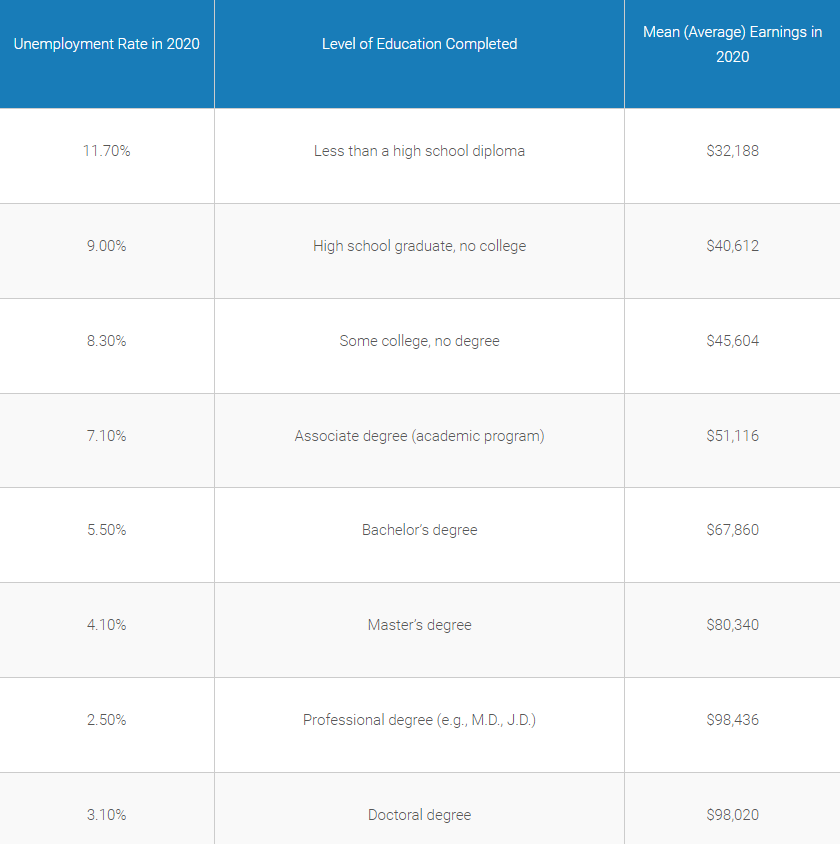 Unemployment Rate in 2020
Level of Education Completed
Mean (Average) Earnings in
2020
11.70%
Less than a high school diploma
$32,188
9.00%
High school graduate, no college
$40,612
8.30%
Some college, no degree
$45,604
7.10%
Associate degree (academic program)
$51,116
5.50%
Bachelor's degree
$67,860
4.10%
Master's degree
$80,340
2.50%
Professional degree (e.g., M.D., J.D.)
$98,436
3.10%
Doctoral degree
$98,020